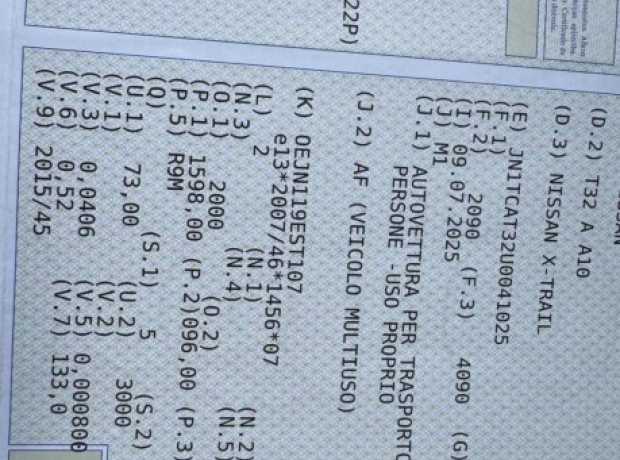 (D.2) T32 A A10
(D.3) NISSAN X-TRAIL
(E) JN1TCAT32U0041025
(F.1)
(F.2) 2090 (F.3) 4090 (G)
(I) 09.07.2025
(J) M1
(J.1) AUTOVETTURA PER TRASPORTO
PERSONE -USO PROPRIO
22P) (J.2) AF (VEICOLO MULTIUSO)
(K) OEJN119EST107
e13*2007/46*1456*07
(L) 2 (N.1) (N.2)
(N.3) (N.4) (N.5)
(O.1) 2000 (O.2)
(P.1) 1598,00 (P.2)096,00 (P.3)
(P.5) R9M
(Q) (S.1) 5 (S.2)
(U.1) 73,00 (U.2) 3000
(V.1) (V.2)
(V.3) 0,0406 (V.5) 0,000800
(V.6) 0,52 (V.7) 133,0
(V.9) 2015/45